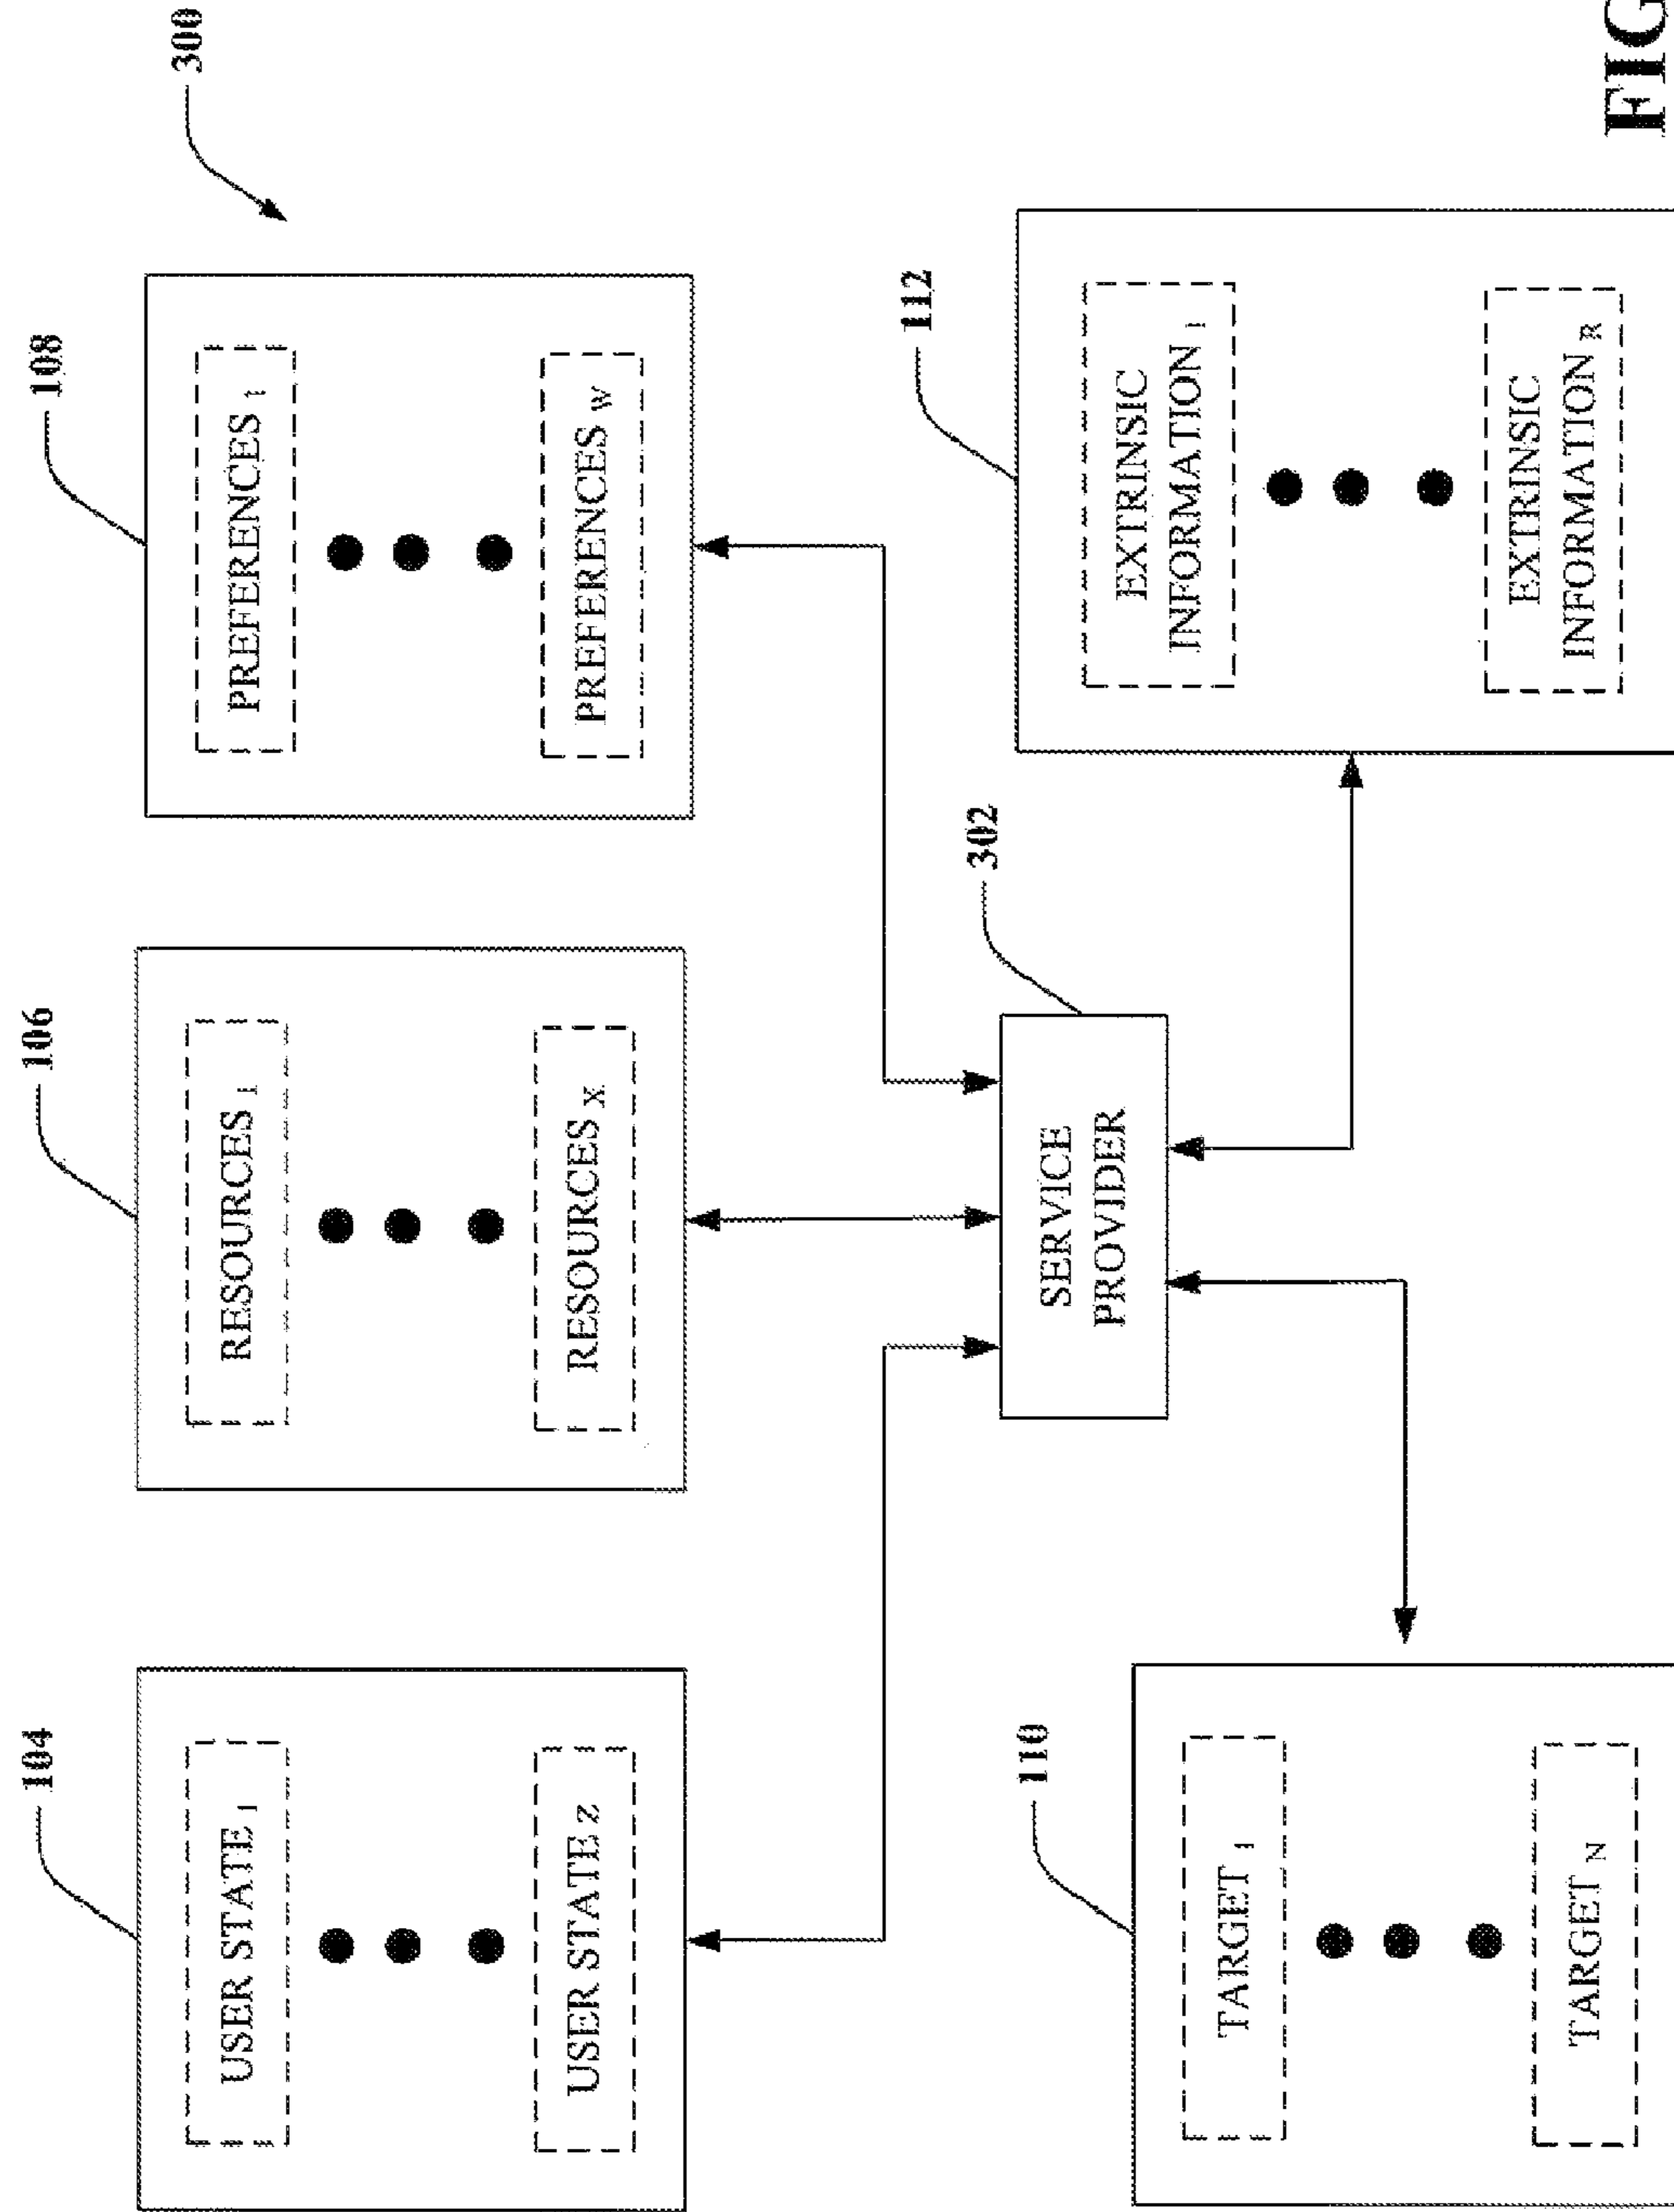 300
104
USER STATE 1
USER STATE Z
106
RESOURCES 1
RESOURCES X
108
PREFERENCES 1
PREFERENCES W
302
SERVICE
PROVIDER
110
TARGET 1
TARGET N
112
EXTRINSIC
INFORMATION 1
EXTRINSIC
INFORMATION R
FIG